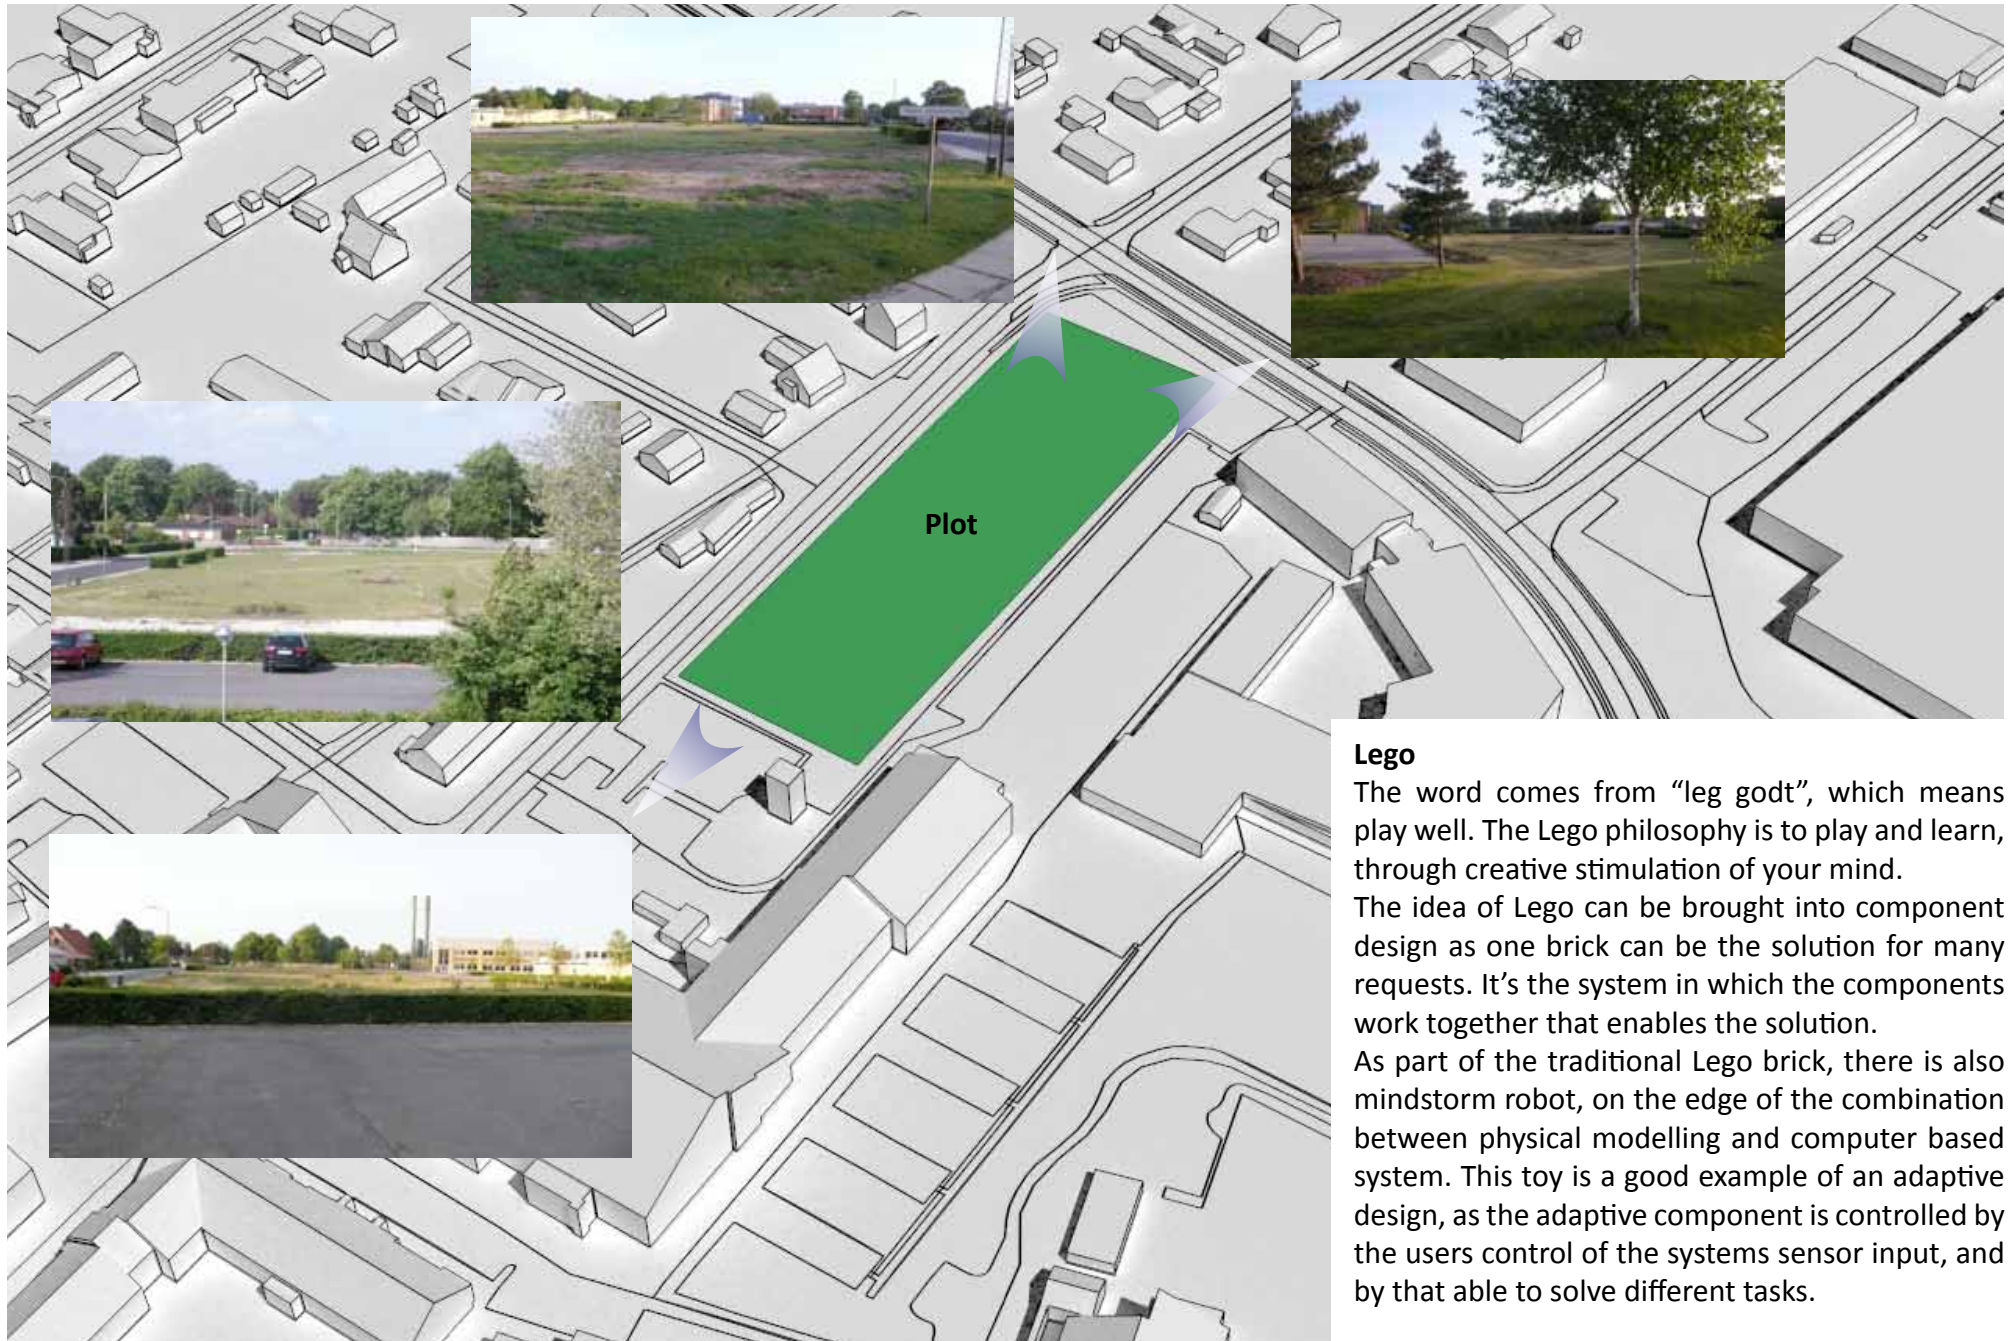 Plot
Lego
The word comes from “leg godt”, which means
play well. The Lego philosophy is to play and learn,
through creative stimulation of your mind.
The idea of Lego can be brought into component
design as one brick can be the solution for many
requests. It’s the system in which the components
work together that enables the solution.
As part of the traditional Lego brick, there is also
mindstorm robot, on the edge of the combination
between physical modelling and computer based
system. This toy is a good example of an adaptive
design, as the adaptive component is controlled by
the users control of the systems sensor input, and
by that able to solve different tasks.